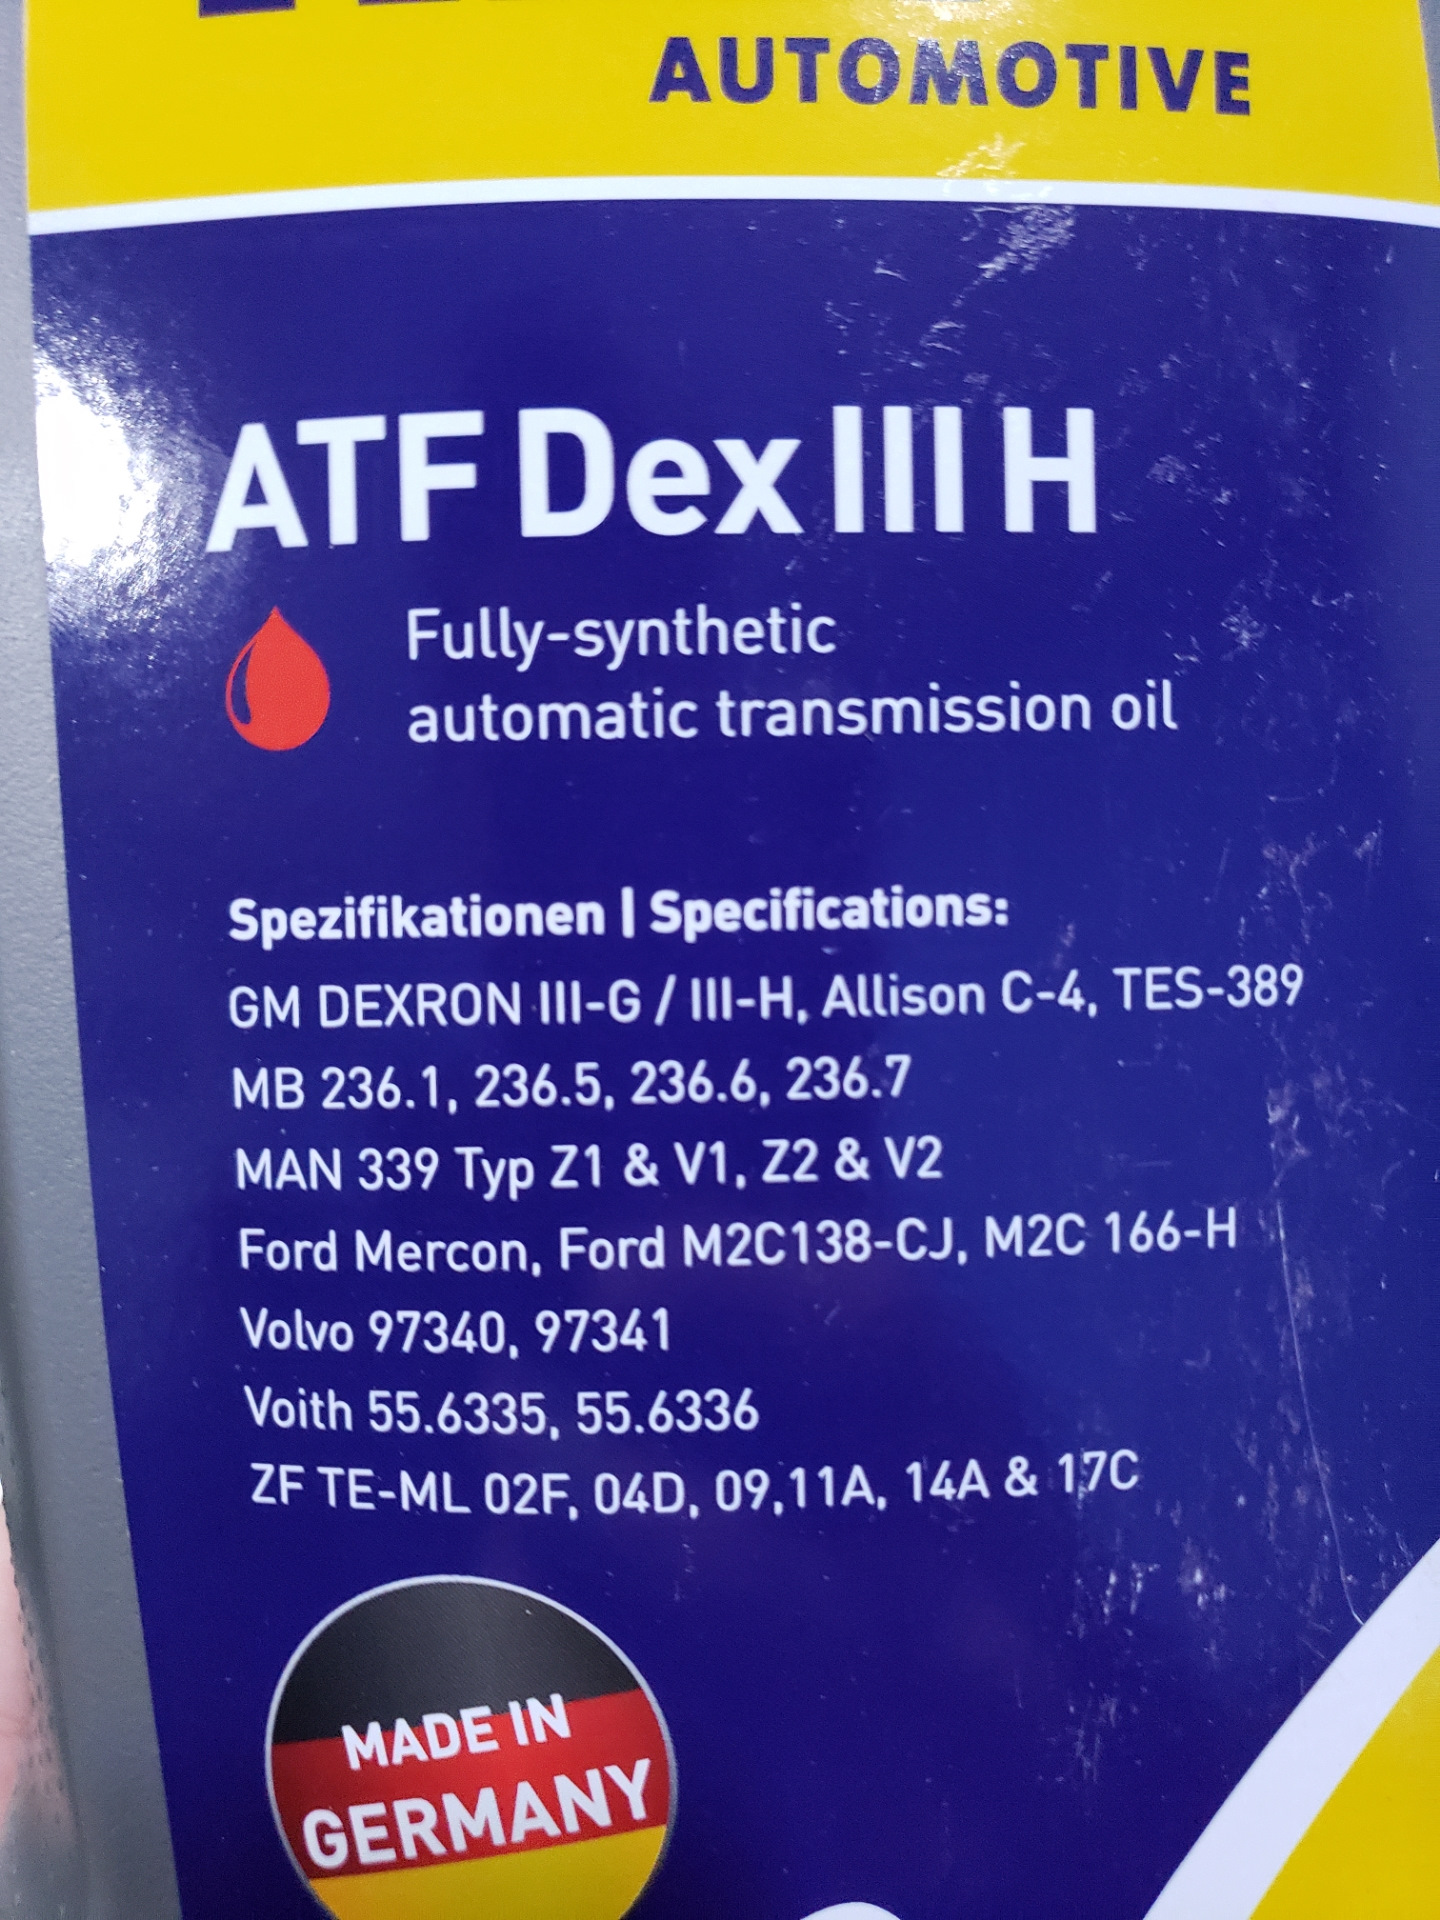 AUTOMOTIVE
ATF Dex III H
Fully-synthetic
automatic transmission oil
Spezifikationen | Specifications:
GM DEXRON III-G / III-H, Allison C-4, TES-389
MB 236.1, 236.5, 236.6, 236.7
MAN 339 Typ Z1 & V1, Z2 & V2
Ford Mercon, Ford M2C138-CJ, M2C 166-H
Volvo 97340, 97341
Voith 55.6335, 55.6336
ZF TE-ML 02F, 04D, 09,11A, 14A & 17C
MADE IN
GERMANY